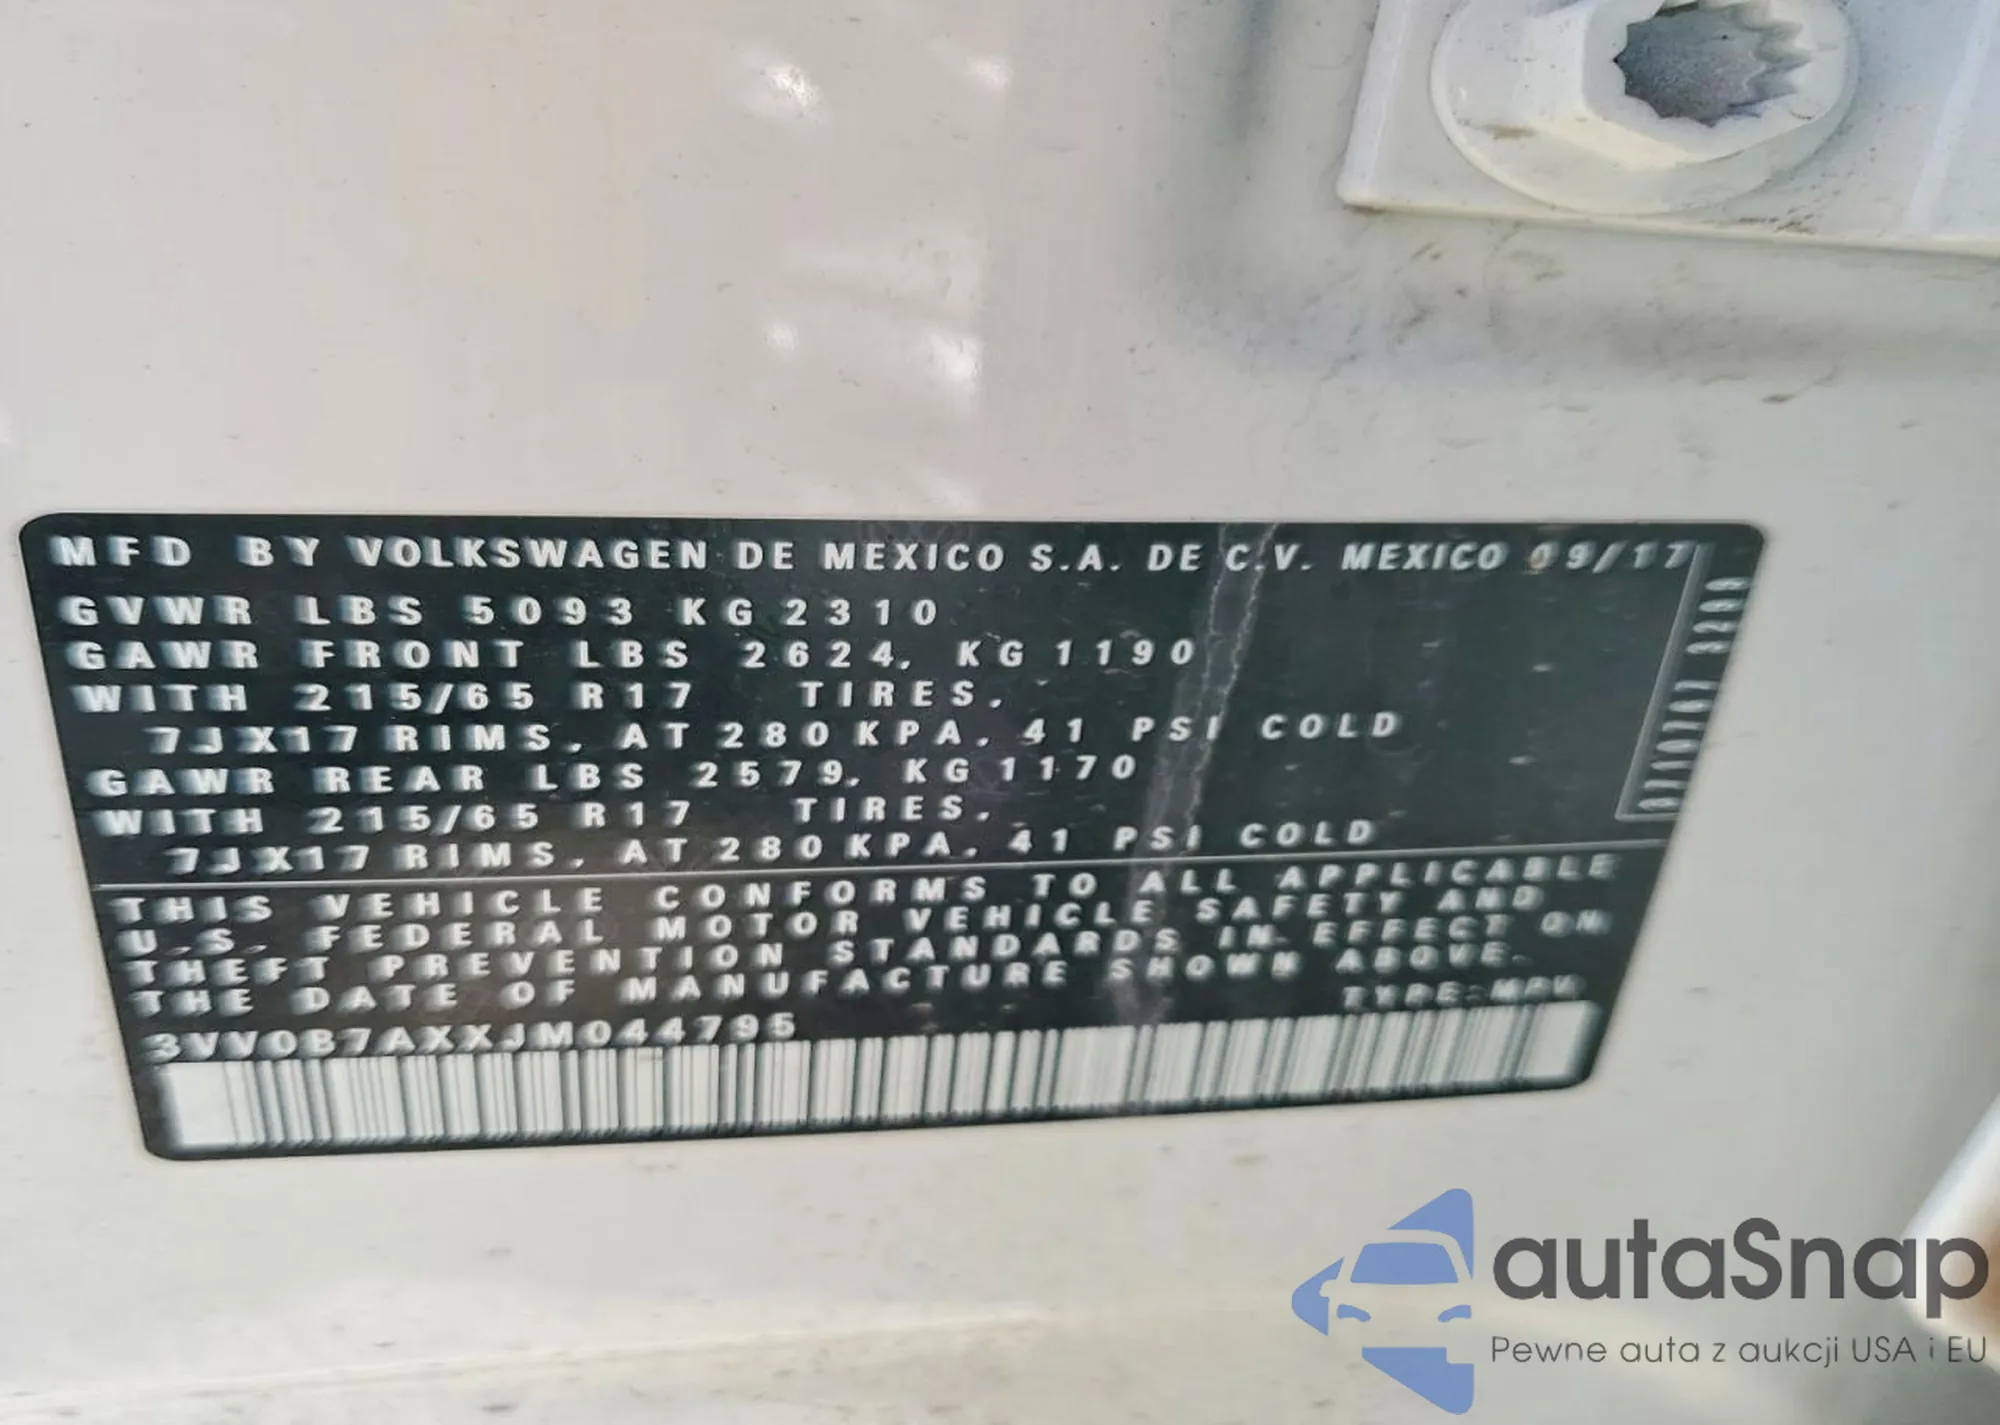 MFD BY VOLKSWAGEN DE MEXICO S.A. DE C.V. MEXICO 09/17
GVWR LBS 5093 KG 2310
GAWR FRONT LBS 2624, KG 1190
WITH 215/65 R17 TIRES,
7JX17 RIMS, AT 280 KPA, 41 PSI COLD
GAWR REAR LBS 2579, KG 1170
WITH 215/65 R17 TIRES,
7JX17 RIMS, AT 280 KPA, 41 PSI COLD
THIS VEHICLE CONFORMS TO ALL APPLICABLE
U.S. FEDERAL MOTOR VEHICLE SAFETY AND
THEFT PREVENTION STANDARDS IN EFFECT ON
THE DATE OF MANUFACTURE SHOWN ABOVE.
TYPE:MPV
3VV0B7AXXJM044795
autaSnap
Pewne auta z aukcji USA i EU